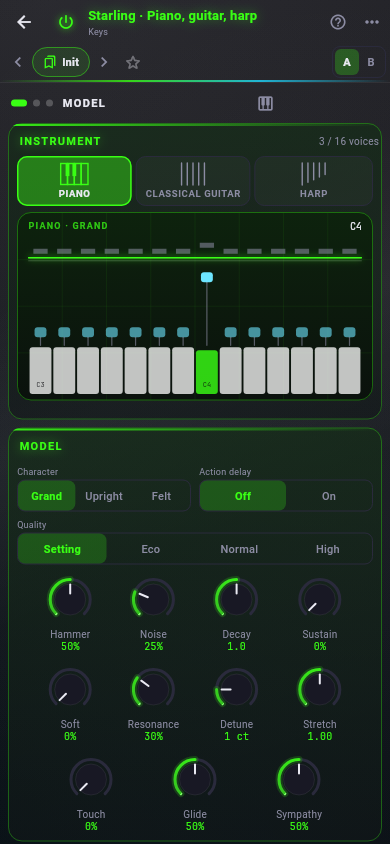 Starling · Piano, guitar, harp
Keys
Init
A B
MODEL
INSTRUMENT 3 / 16 voices
PIANO CLASSICAL GUITAR HARP
PIANO · GRAND C4
C3 C4
MODEL
Character Action delay
Grand Upright Felt Off On
Quality
Setting Eco Normal High
Hammer Noise Decay Sustain
50% 25% 1.0 0%
Soft Resonance Detune Stretch
0% 30% 1 ct 1.00
Touch Glide Sympathy
0% 50% 50%